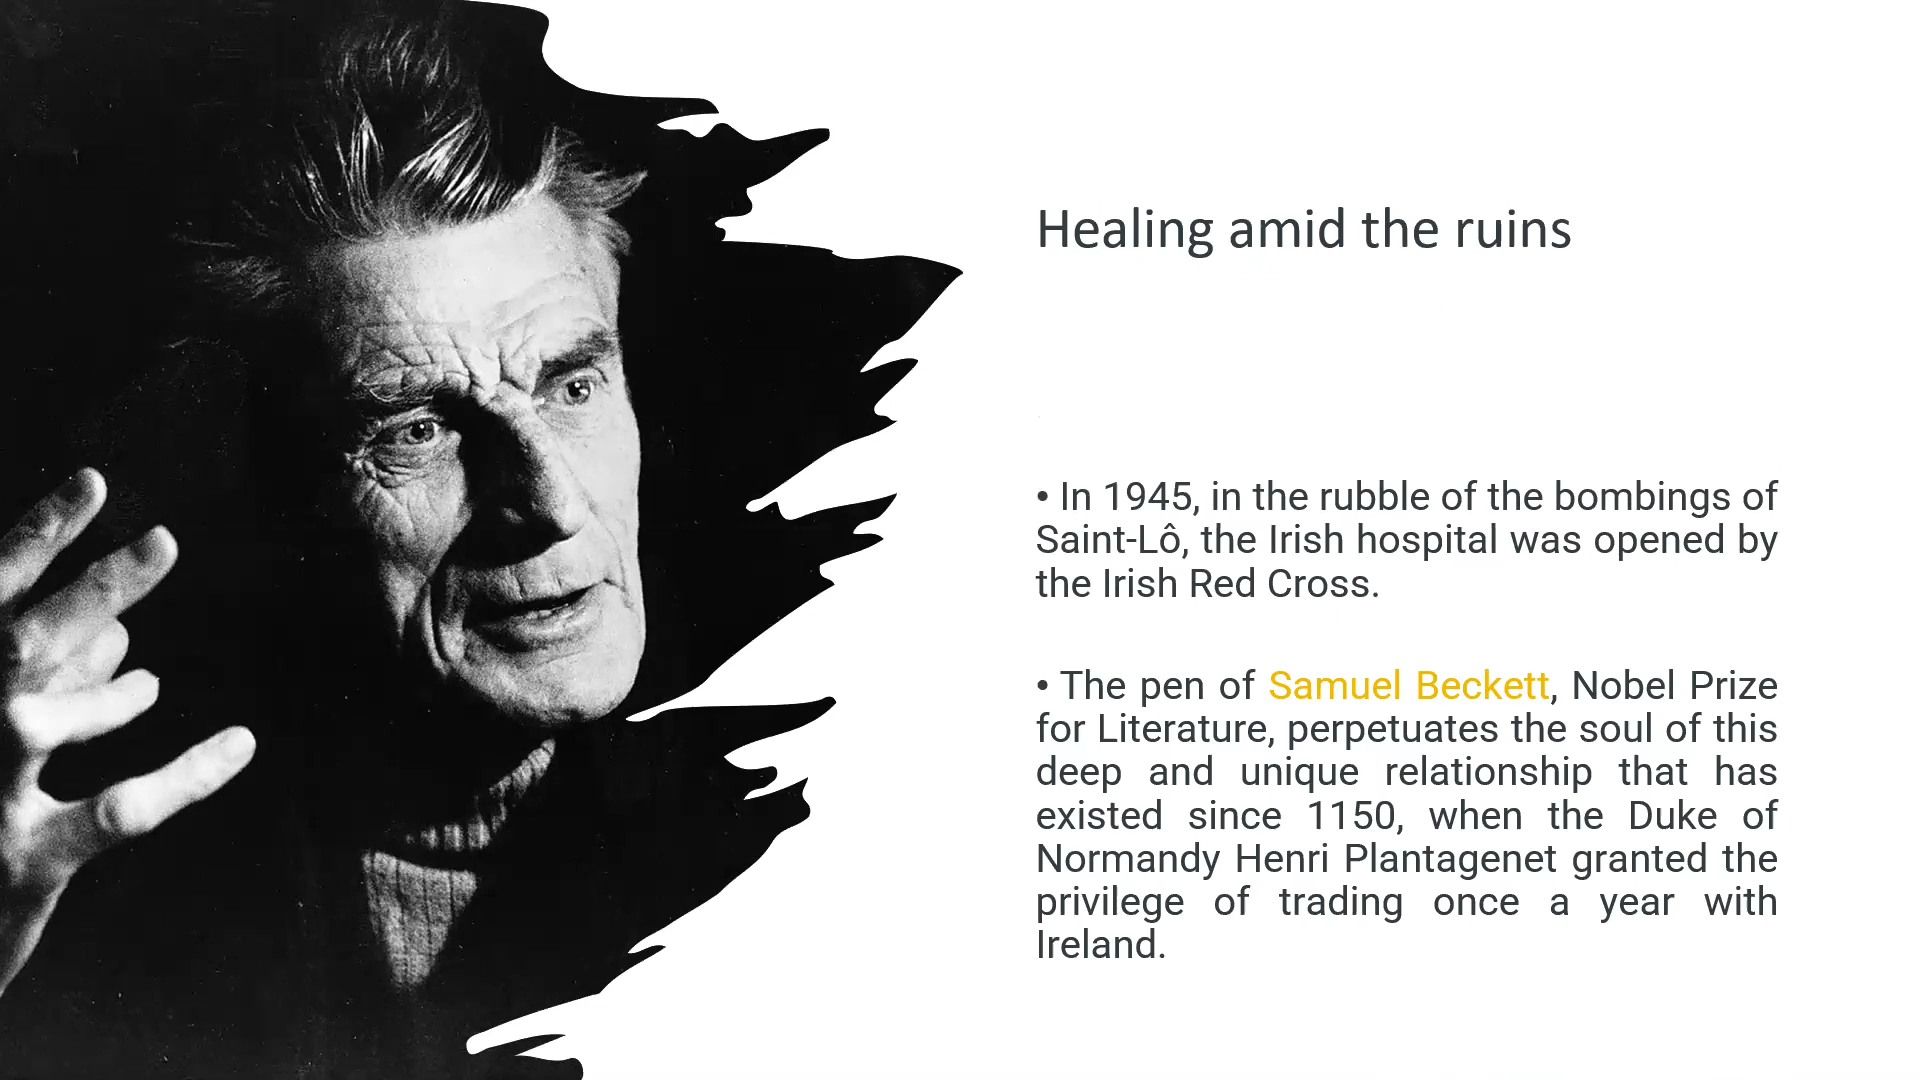 Healing amid the ruins
• In 1945, in the rubble of the bombings of
Saint-Lô, the Irish hospital was opened by
the Irish Red Cross.
• The pen of Samuel Beckett, Nobel Prize
for Literature, perpetuates the soul of this
deep and unique relationship that has
existed since 1150, when the Duke of
Normandy Henri Plantagenet granted the
privilege of trading once a year with
Ireland.